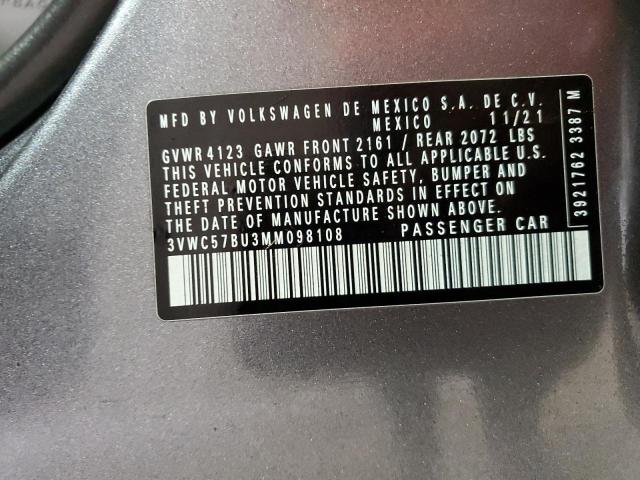 MFD BY VOLKSWAGEN DE MEXICO S.A. DE C.V.
MEXICO 11/21
GVWR 4123 GAWR FRONT 2161 / REAR 2072 LBS
THIS VEHICLE CONFORMS TO ALL APPLICABLE U.S.
FEDERAL MOTOR VEHICLE SAFETY, BUMPER AND
THEFT PREVENTION STANDARDS IN EFFECT ON
THE DATE OF MANUFACTURE SHOWN ABOVE.
3VWC57BU3MM098108 PASSENGER CAR
3921762 3387 M